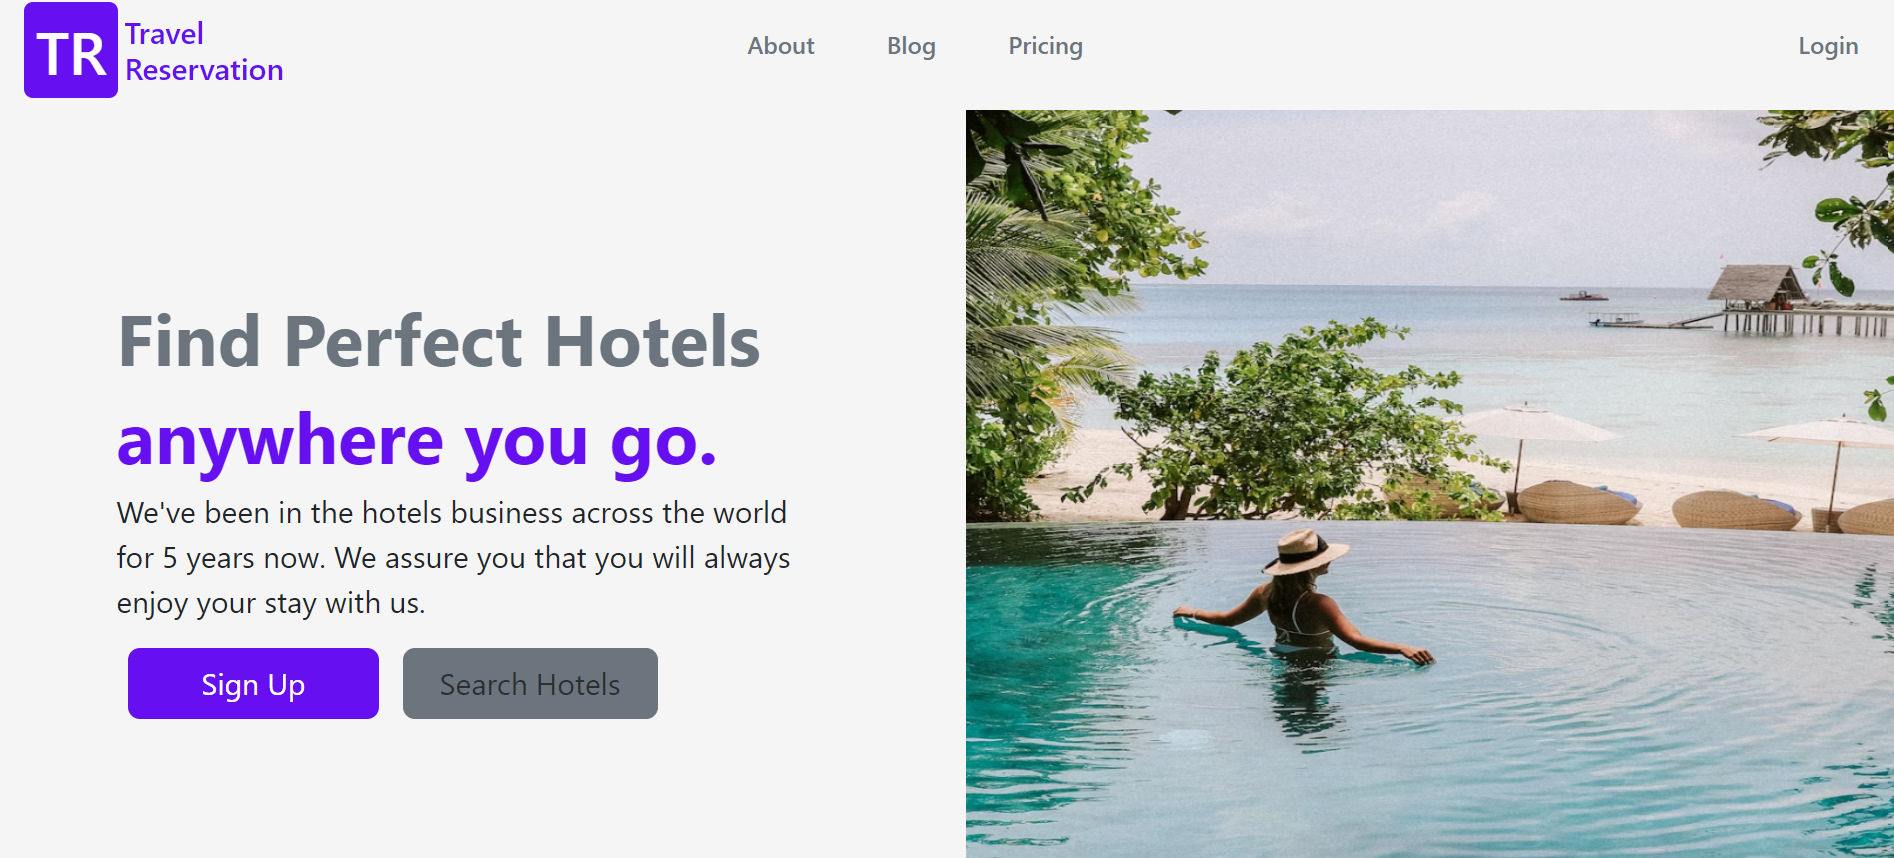 TR
Travel
Reservation
About
Blog
Pricing
Login
Find Perfect Hotels
anywhere you go.
We've been in the hotels business across the world
for 5 years now. We assure you that you will always
enjoy your stay with us.
Sign Up
Search Hotels